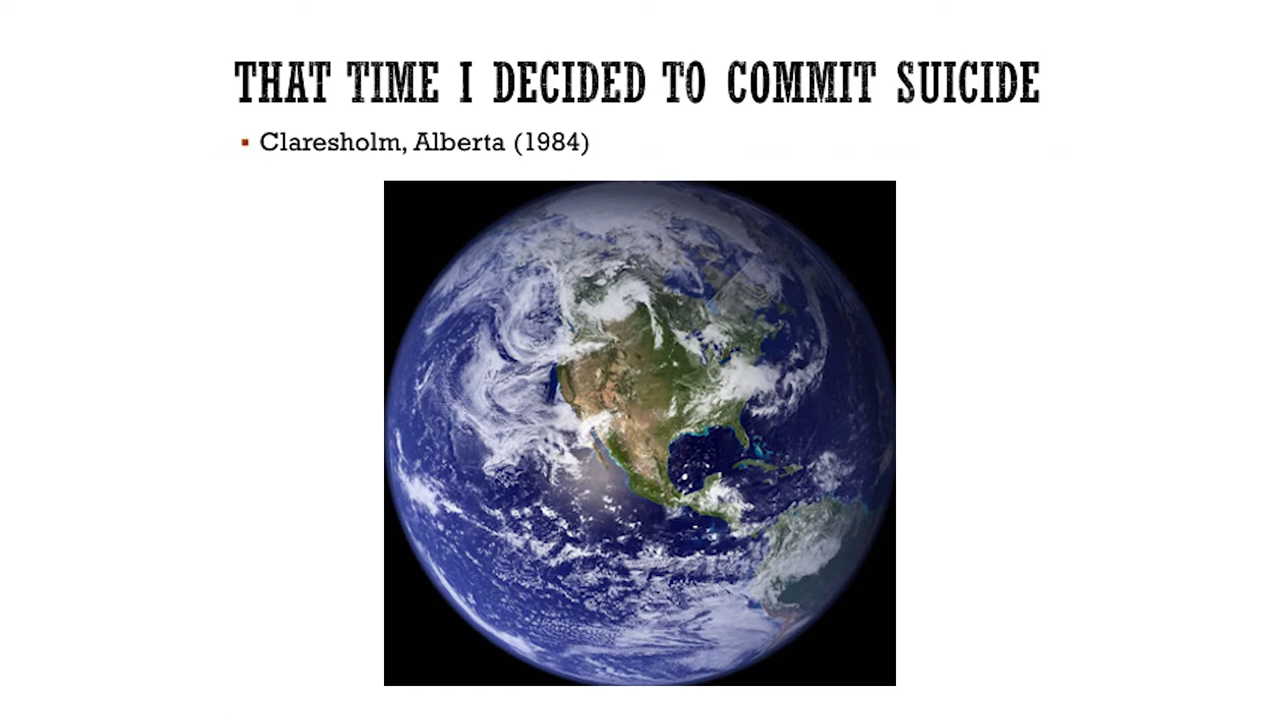 THAT TIME I DECIDED TO COMMIT SUICIDE
▪ Claresholm, Alberta (1984)